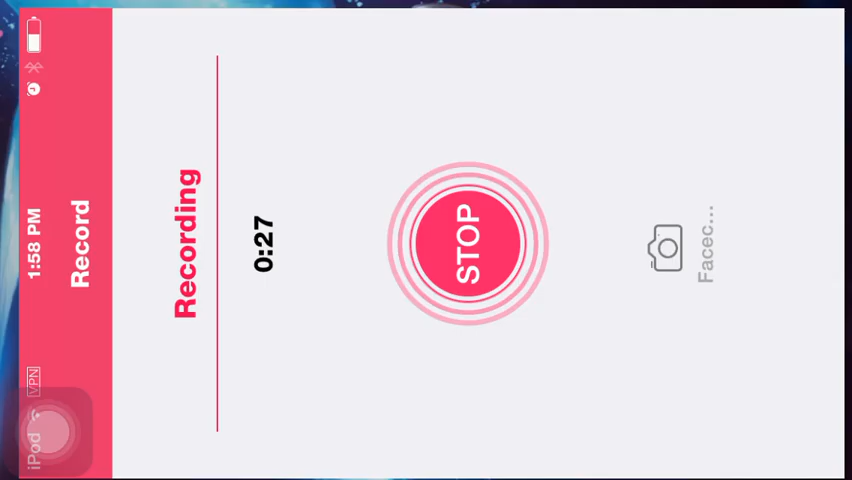 iPod VPN 1:58 PM
Record
Recording
0:27
STOP
Facec...